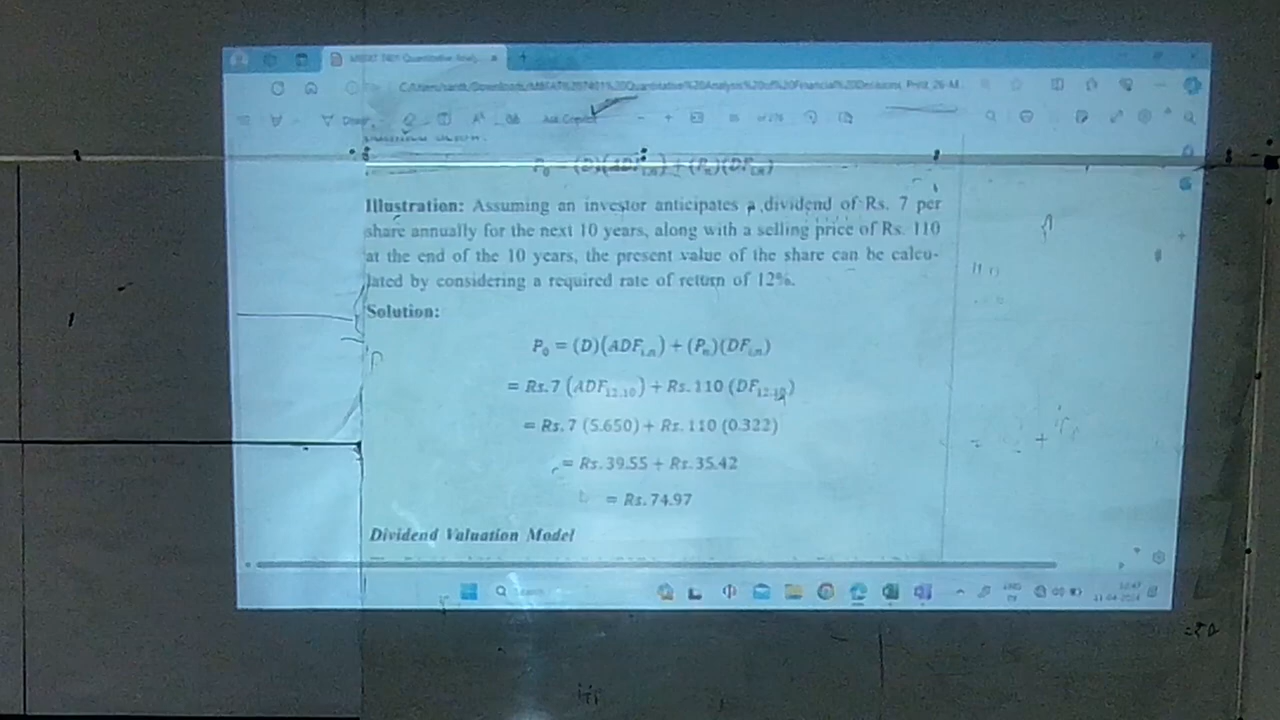 P₀ = (D)(ADFᵢ,ₙ) + (Pₙ)(DFᵢ,ₙ)
Illustration: Assuming an investor anticipates a dividend of Rs. 7 per
share annually for the next 10 years, along with a selling price of Rs. 110
at the end of the 10 years, the present value of the share can be calcu-
lated by considering a required rate of return of 12%.
Solution:
P₀ = (D)(ADFᵢ,ₙ) + (Pₙ)(DFᵢ,ₙ)
= Rs. 7 (ADF₁₂,₁₀) + Rs. 110 (DF₁₂,₁₀)
= Rs. 7 (5.650) + Rs. 110 (0.322)
= Rs. 39.55 + Rs. 35.42
= Rs. 74.97
Dividend Valuation Model